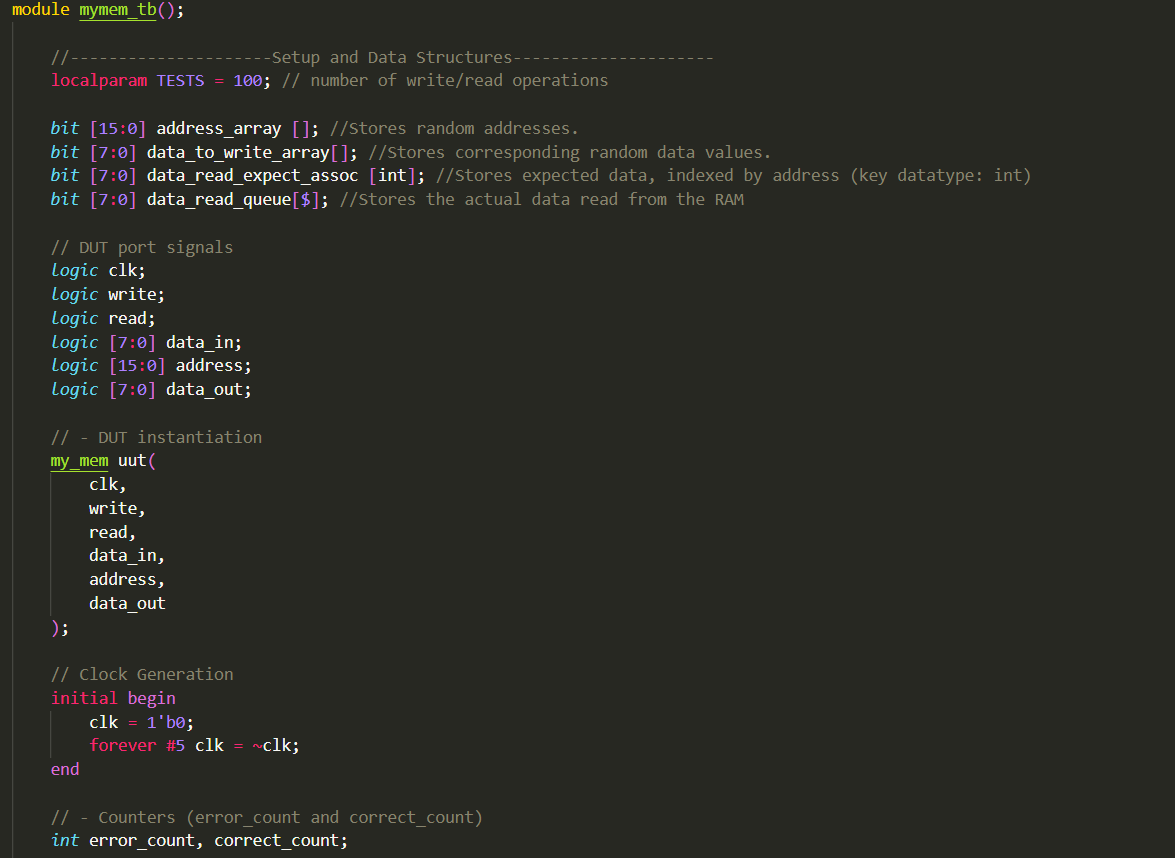 module mymem_tb();
//---------------------Setup and Data Structures---------------------
localparam TESTS = 100; // number of write/read operations
bit [15:0] address_array []; //Stores random addresses.
bit [7:0] data_to_write_array[]; //Stores corresponding random data values.
bit [7:0] data_read_expect_assoc [int]; //Stores expected data, indexed by address (key datatype: int)
bit [7:0] data_read_queue[$]; //Stores the actual data read from the RAM
// DUT port signals
logic clk;
logic write;
logic read;
logic [7:0] data_in;
logic [15:0] address;
logic [7:0] data_out;
// - DUT instantiation
my_mem uut(
clk,
write,
read,
data_in,
address,
data_out
);
// Clock Generation
initial begin
clk = 1'b0;
forever #5 clk = ~clk;
end
// - Counters (error_count and correct_count)
int error_count, correct_count;